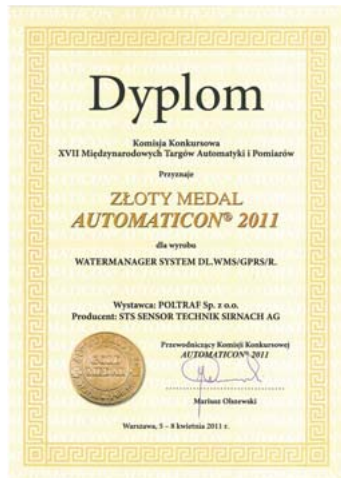 Dyplom
Komisja Konkursowa
XVII Międzynarodowych Targów Automatyki i Pomiarów
Przyznaje
ZŁOTY MEDAL
AUTOMATICON® 2011
dla wyrobu
WATERMANAGER SYSTEM DL.WMS/GPRS/R.
Wystawca: POLTRAF Sp. z o.o.
Producent: STS SENSOR TECHNIK SIRNACH AG
Przewodniczący Komisji Konkursowej
AUTOMATICON® 2011
GOLD
MEDAL
Mariusz Olszewski
Warszawa, 5 – 8 kwietnia 2011 r.